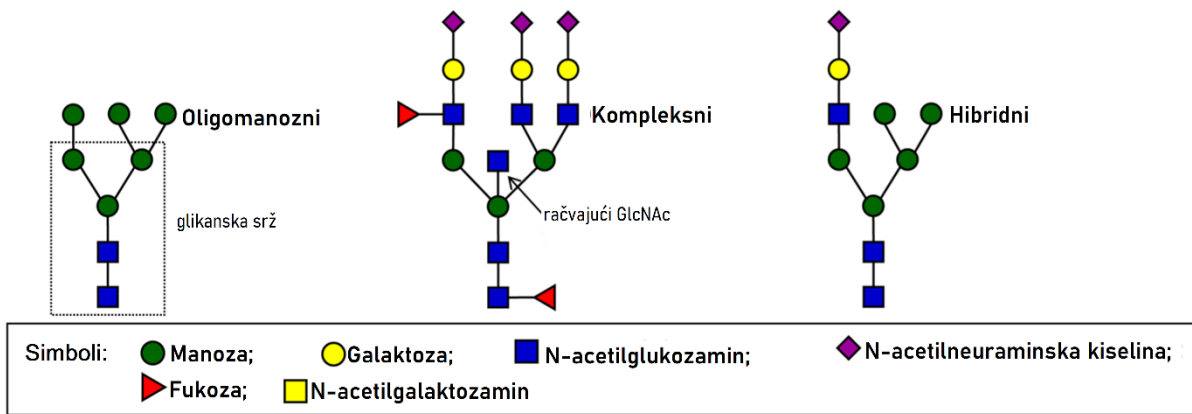 Oligomanozni
Kompleksni
Hibridni
glikanska srž
račvajući GlcNAc
Simboli: Manoza; Galaktoza; N-acetilglukozamin; N-acetilneuraminska kiselina;
Fukoza; N-acetilgalaktozamin